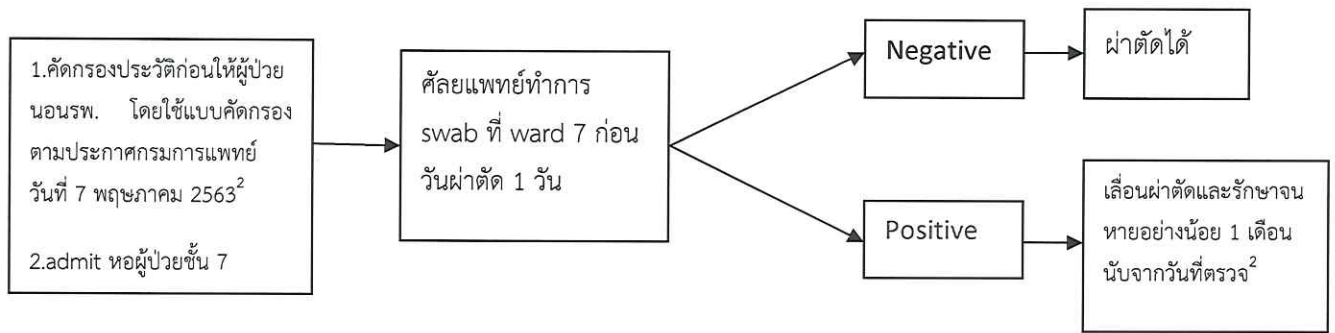 1.คัดกรองประวัติก่อนให้ผู้ป่วย
นอนรพ. โดยใช้แบบคัดกรอง
ตามประกาศกรมการแพทย์
วันที่ 7 พฤษภาคม 2563²
2.admit หอผู้ป่วยชั้น 7
ศัลยแพทย์ทำการ
swab ที่ ward 7 ก่อน
วันผ่าตัด 1 วัน
Negative
ผ่าตัดได้
Positive
เลื่อนผ่าตัดและรักษาจน
หายอย่างน้อย 1 เดือน
นับจากวันที่ตรวจ²